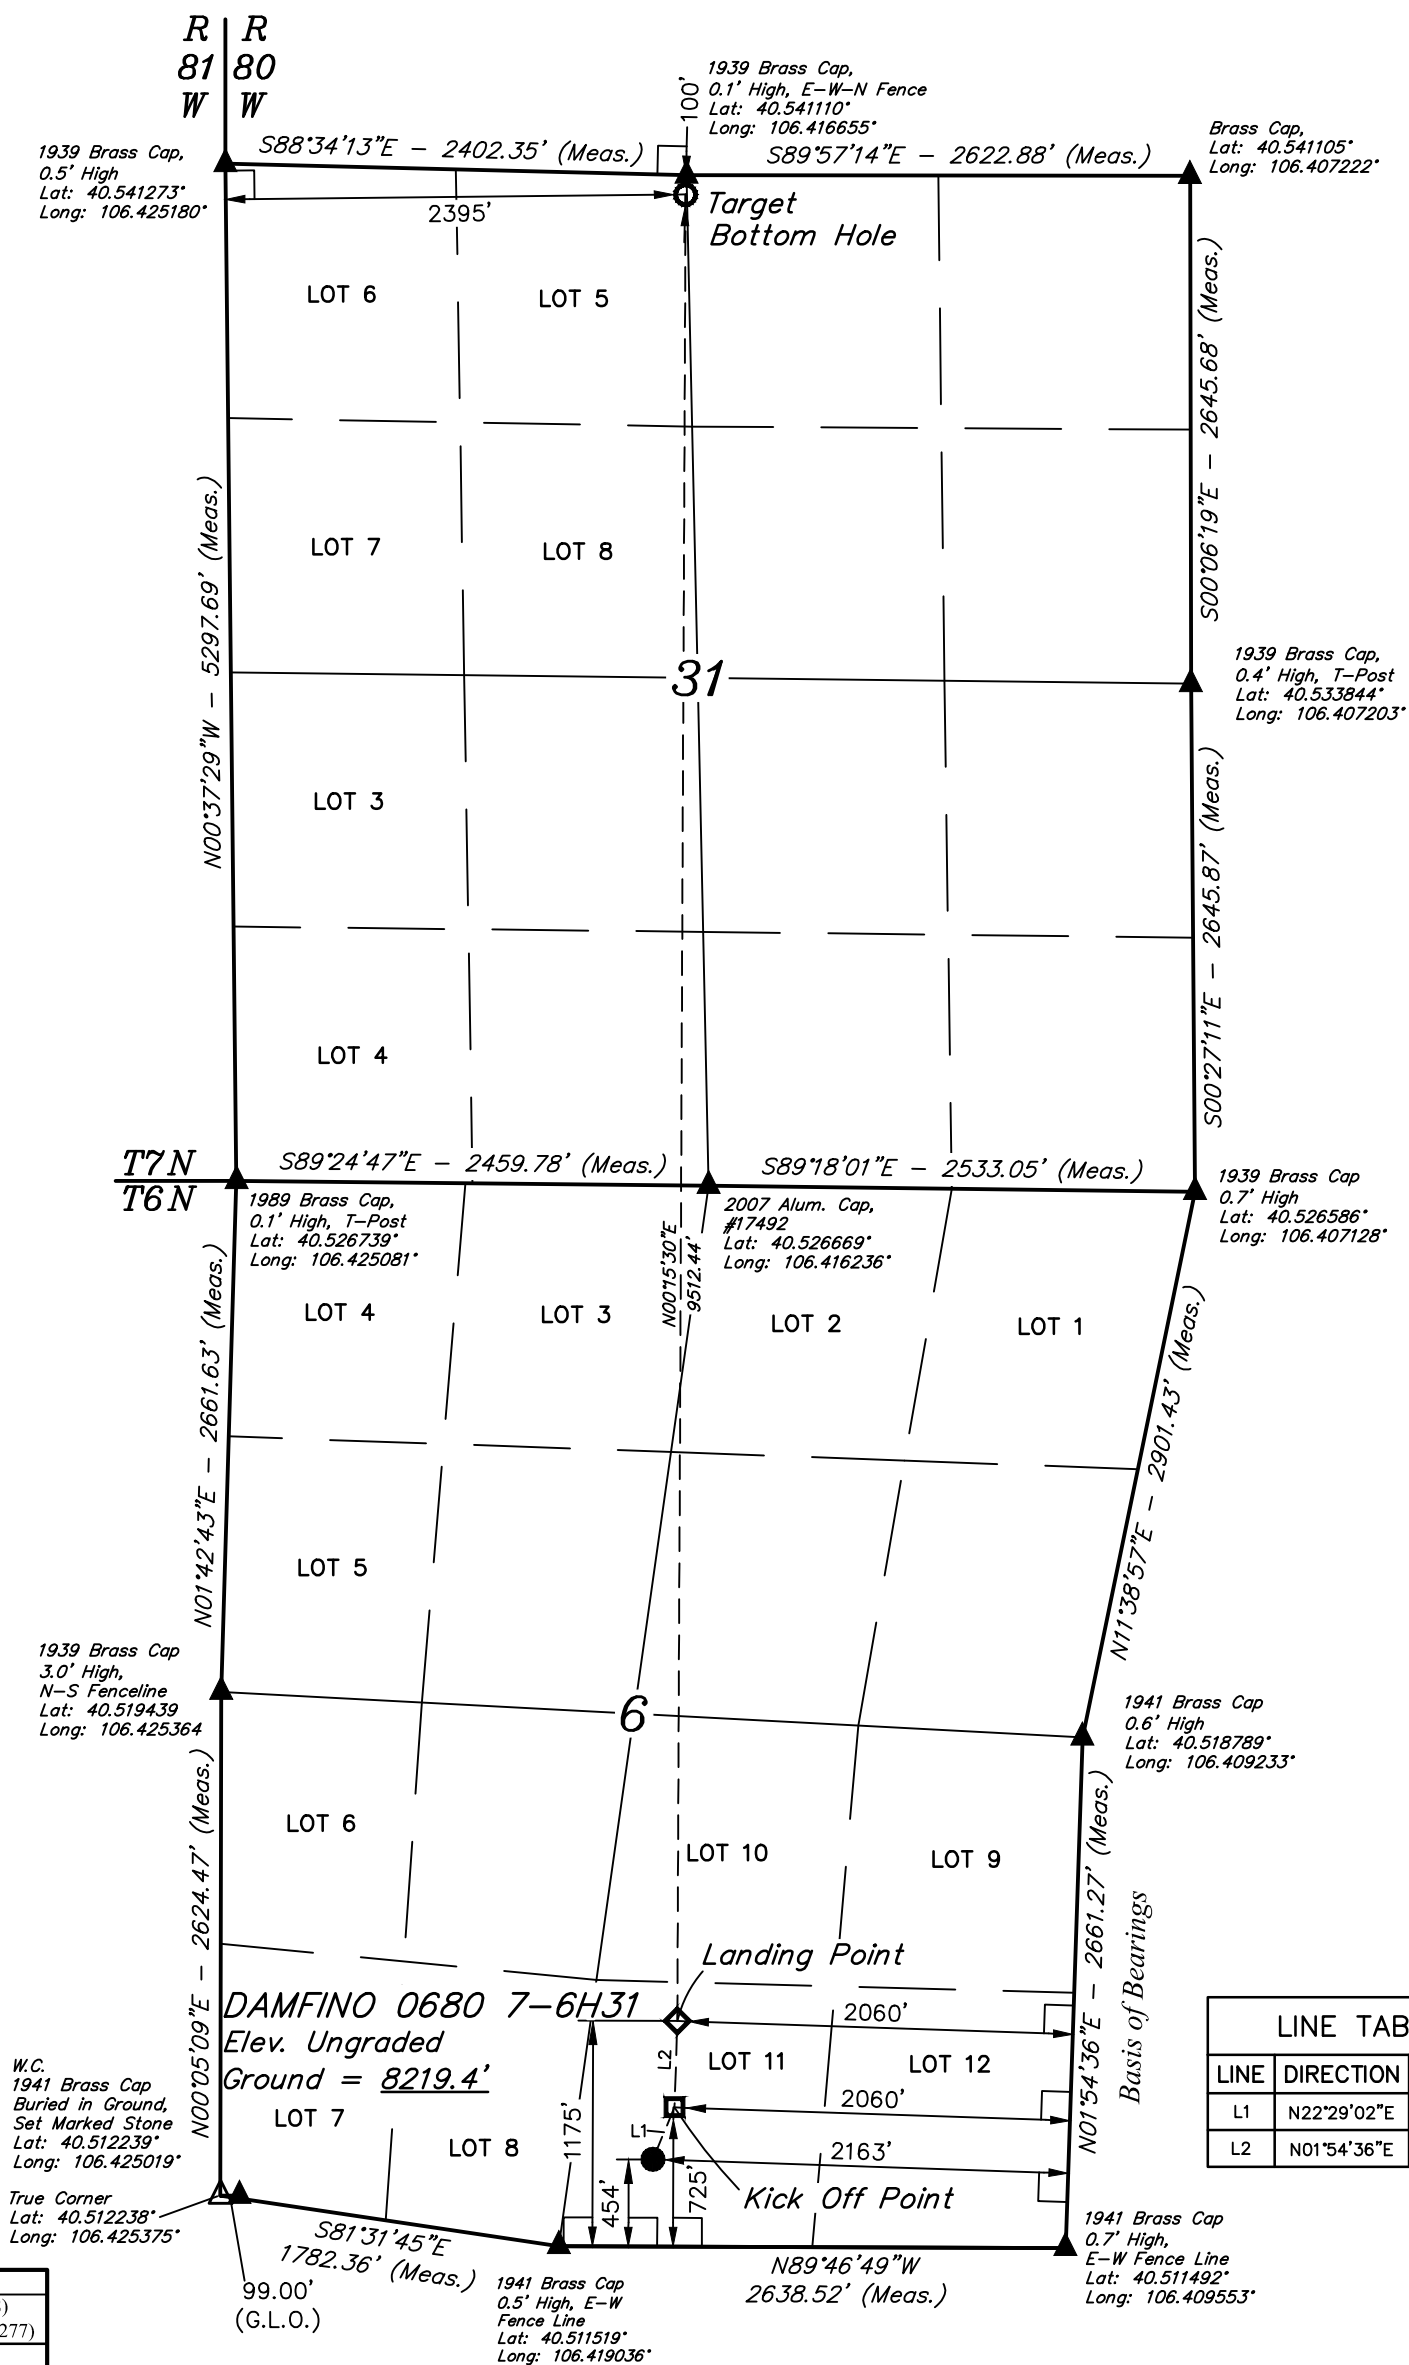 R R
81 80
W W
1939 Brass Cap,
0.1' High, E-W-N Fence
Lat: 40.541110°
Long: 106.416655°
100'
S88°34'13"E - 2402.35' (Meas.)
S89°57'14"E - 2622.88' (Meas.)
Brass Cap,
Lat: 40.541105°
Long: 106.407222°
1939 Brass Cap,
0.5' High
Lat: 40.541273°
Long: 106.425180°
2395'
Target
Bottom Hole
LOT 6
LOT 5
S00°06'19"E - 2645.68' (Meas.)
N00°37'29"W - 5297.69' (Meas.)
LOT 7
LOT 8
31
1939 Brass Cap,
0.4' High, T-Post
Lat: 40.533844°
Long: 106.407203°
LOT 3
S00°27'11"E - 2645.87' (Meas.)
LOT 4
T7N
T6N
S89°24'47"E - 2459.78' (Meas.)
S89°18'01"E - 2533.05' (Meas.)
1939 Brass Cap
0.7' High
Lat: 40.526586°
Long: 106.407128°
1989 Brass Cap,
0.1' High, T-Post
Lat: 40.526739°
Long: 106.425081°
2007 Alum. Cap,
#17492
Lat: 40.526669°
Long: 106.416236°
N00°15'30"E
9512.44'
LOT 4
LOT 3
LOT 2
LOT 1
N01°42'43"E - 2661.63' (Meas.)
N11°38'57"E - 2901.43' (Meas.)
LOT 5
1939 Brass Cap
3.0' High,
N-S Fenceline
Lat: 40.519439
Long: 106.425364
6
1941 Brass Cap
0.6' High
Lat: 40.518789°
Long: 106.409233°
LOT 6
LOT 10
LOT 9
N00°05'09"E - 2624.47' (Meas.)
N01°54'36"E - 2661.27' (Meas.)
Basis of Bearings
Landing Point
DAMFINO 0680 7-6H31
Elev. Ungraded
Ground = 8219.4'
2060'
L2
LOT 11
LOT 12
LINE TAB
LINE DIRECTION
L1 N22°29'02"E
L2 N01°54'36"E
W.C.
1941 Brass Cap
Buried in Ground,
Set Marked Stone
Lat: 40.512239°
Long: 106.425019°
LOT 7
LOT 8
2060'
1175'
L1
2163'
454'
725'
Kick Off Point
True Corner
Lat: 40.512238°
Long: 106.425375°
S81°31'45"E
1782.36' (Meas.)
99.00'
(G.L.O.)
1941 Brass Cap
0.5' High, E-W
Fence Line
Lat: 40.511519°
Long: 106.419036°
N89°46'49"W
2638.52' (Meas.)
1941 Brass Cap
0.7' High,
E-W Fence Line
Lat: 40.511492°
Long: 106.409553°
277)